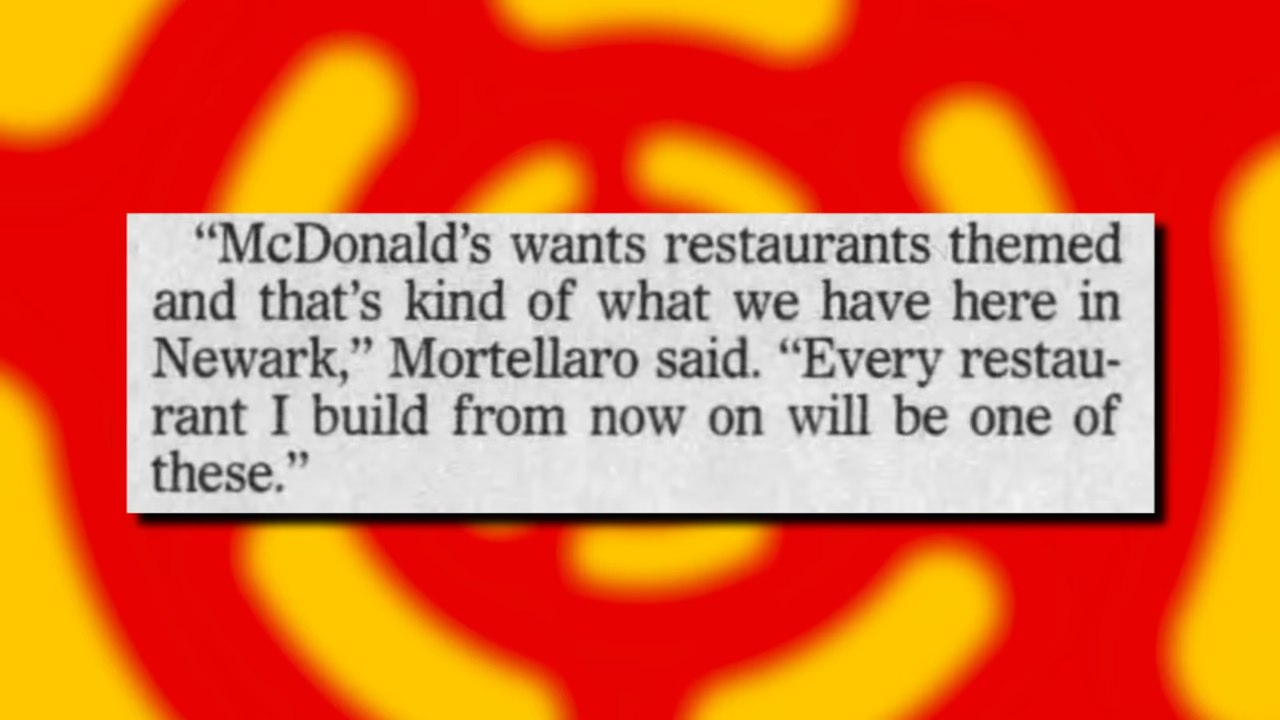 “McDonald’s wants restaurants themed
and that’s kind of what we have here in
Newark,” Mortellaro said. “Every restau-
rant I build from now on will be one of
these.”